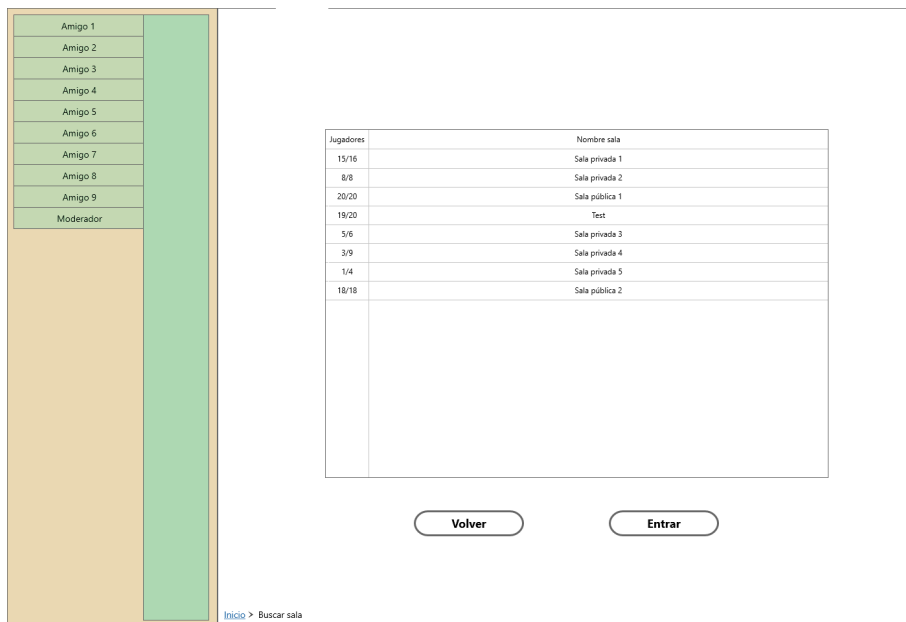 Amigo 1
Amigo 2
Amigo 3
Amigo 4
Amigo 5
Amigo 6
Amigo 7
Amigo 8
Amigo 9
Moderador
Jugadores Nombre sala
15/16 Sala privada 1
8/8 Sala privada 2
20/20 Sala pública 1
19/20 Test
5/6 Sala privada 3
3/9 Sala privada 4
1/4 Sala privada 5
18/18 Sala pública 2
Volver Entrar
Inicio > Buscar sala